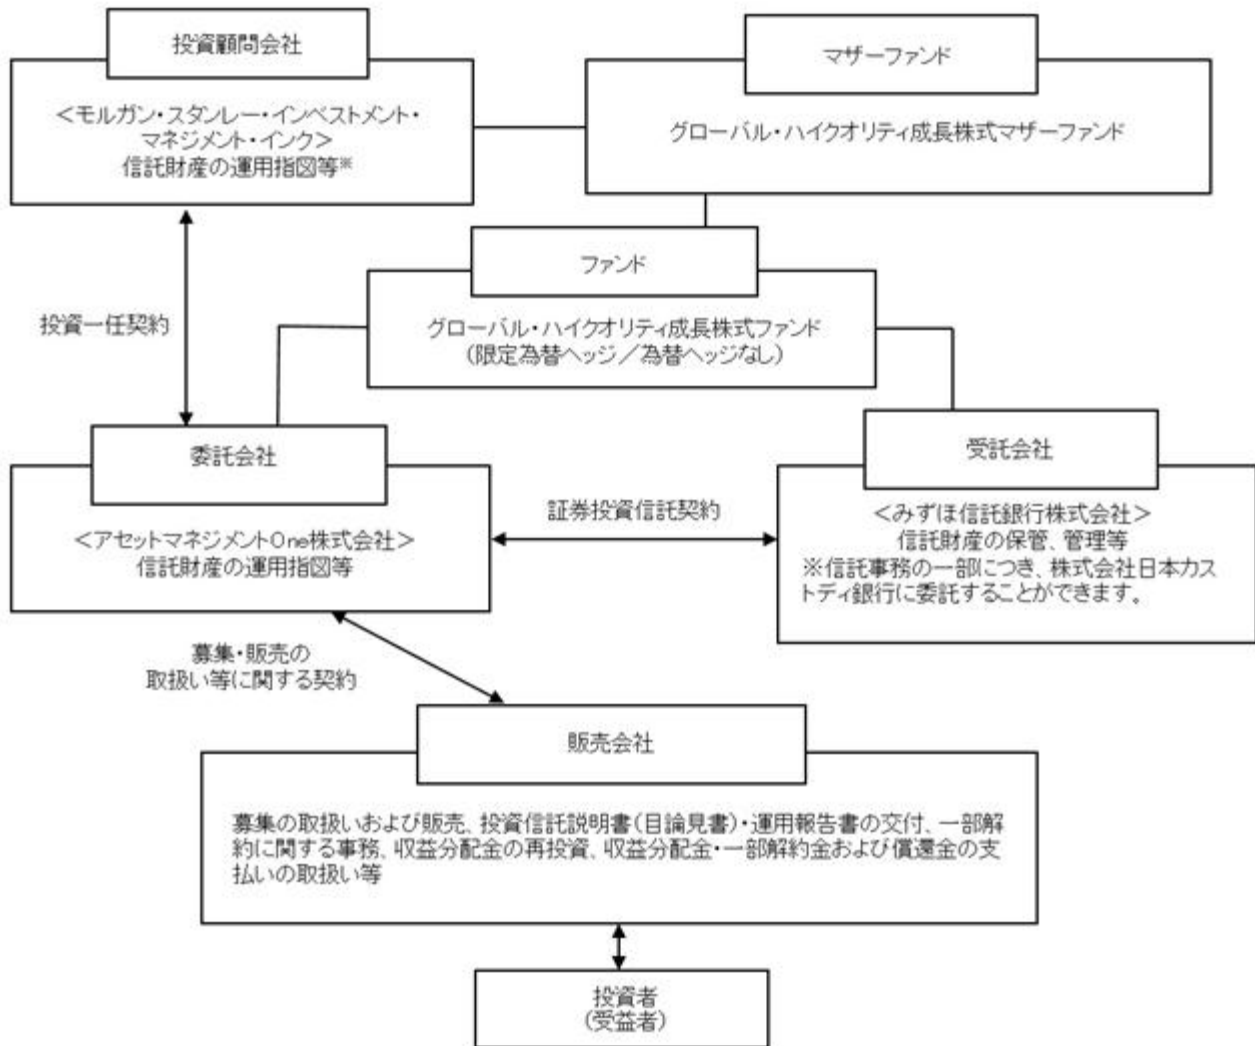 投資顧問会社
<モルガン・スタンレー・インベストメント・
マネジメント・インク>
信託財産の運用指図等※
マザーファンド
グローバル・ハイクオリティ成長株式マザーファンド
ファンド
グローバル・ハイクオリティ成長株式ファンド
(限定為替ヘッジ/為替ヘッジなし)
投資一任契約
委託会社
<アセットマネジメントOne株式会社>
信託財産の運用指図等
証券投資信託契約
受託会社
<みずほ信託銀行株式会社>
信託財産の保管、管理等
※信託事務の一部につき、株式会社日本カス
トディ銀行に委託することができます。
募集・販売の
取扱い等に関する契約
販売会社
募集の取扱いおよび販売、投資信託説明書(目論見書)・運用報告書の交付、一部解
約に関する事務、収益分配金の再投資、収益分配金・一部解約金および償還金の支
払いの取扱い等
投資者
(受益者)